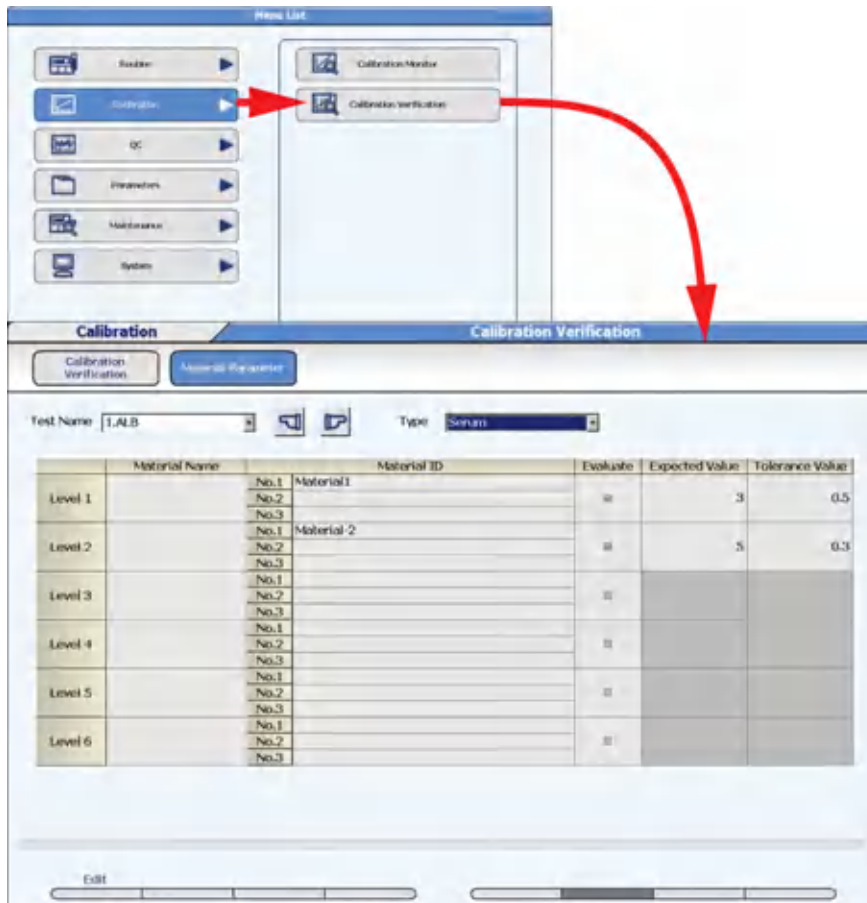 Menu List
Routine
Calibration Monitor
Calibration
Calibration Verification
QC
Parameters
Maintenance
System
Calibration
Calibration Verification
Calibration
Verification
Material Parameter
Test Name 1.ALB Type Serum
Material Name Material ID Evaluate Expected Value Tolerance Value
Level 1 No.1 Material1 3 0.5
No.2
No.3
Level 2 No.1 Material-2 5 0.3
No.2
No.3
Level 3 No.1
No.2
No.3
Level 4 No.1
No.2
No.3
Level 5 No.1
No.2
No.3
Level 6 No.1
No.2
No.3
Edit